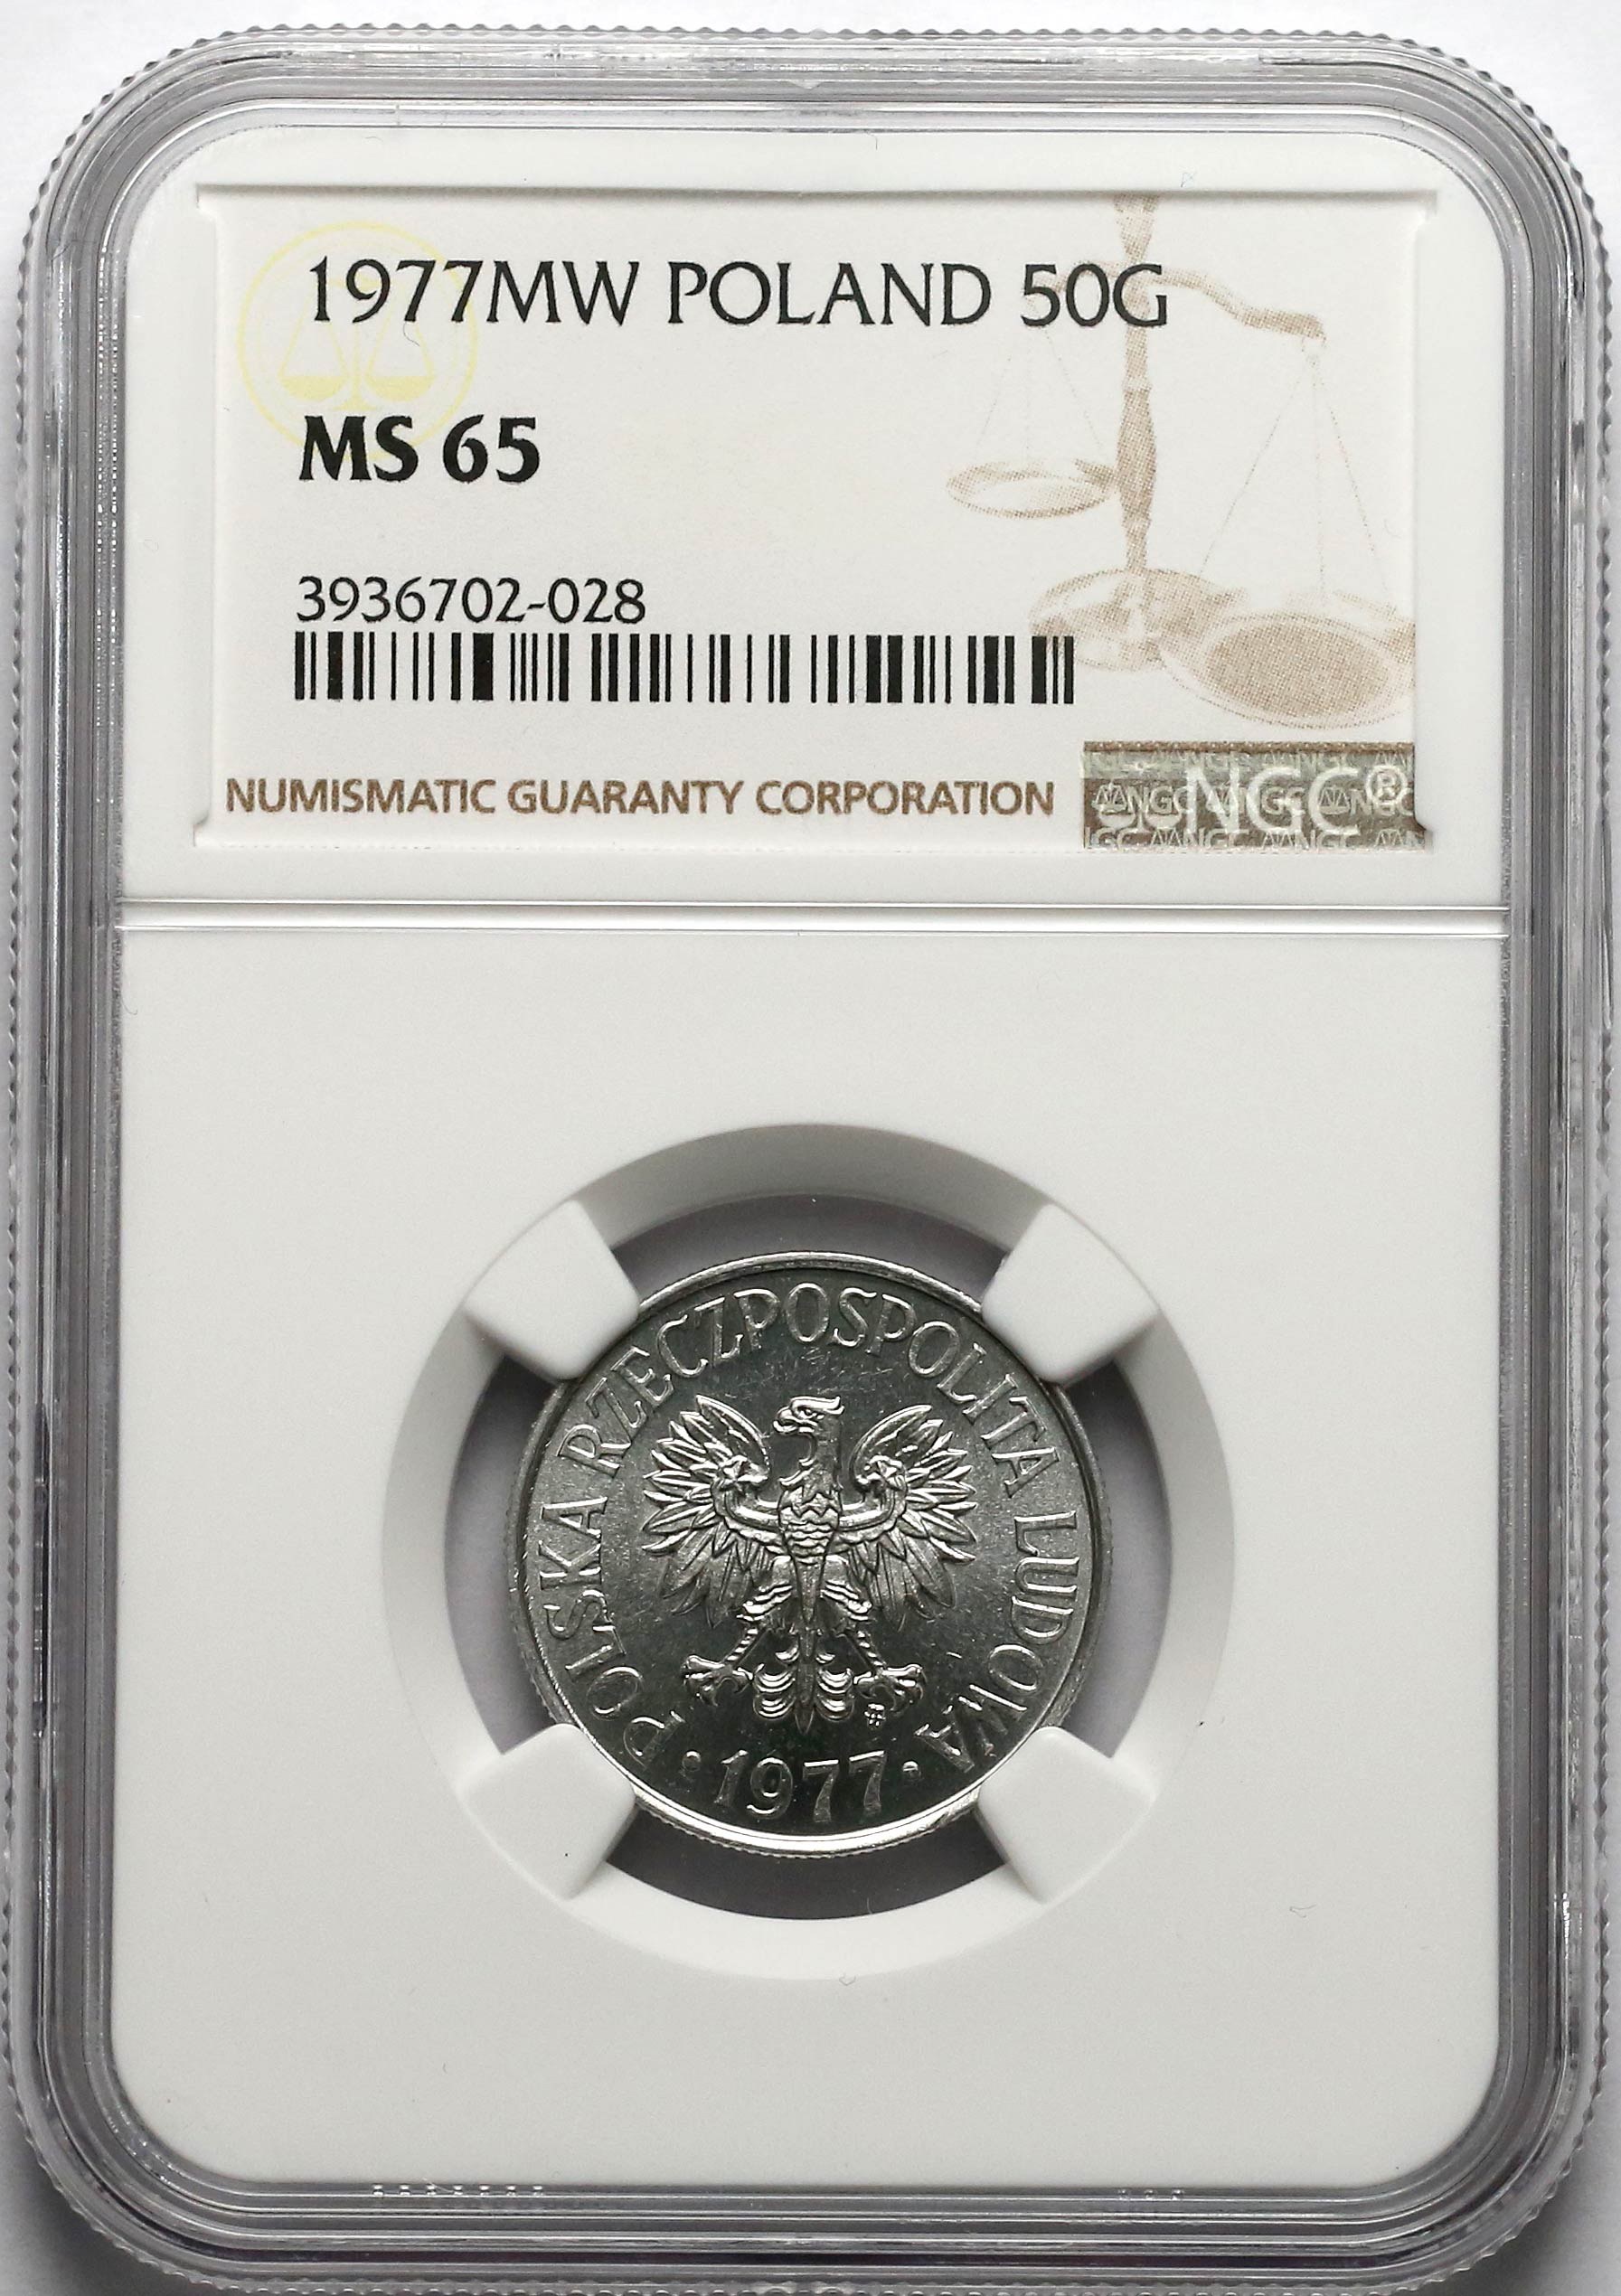 1977MW POLAND 50G
MS 65
3936702-028
NUMISMATIC GUARANTY CORPORATION
NGC®
POLSKA RZECZPOSPOLITA LUDOWA
1977